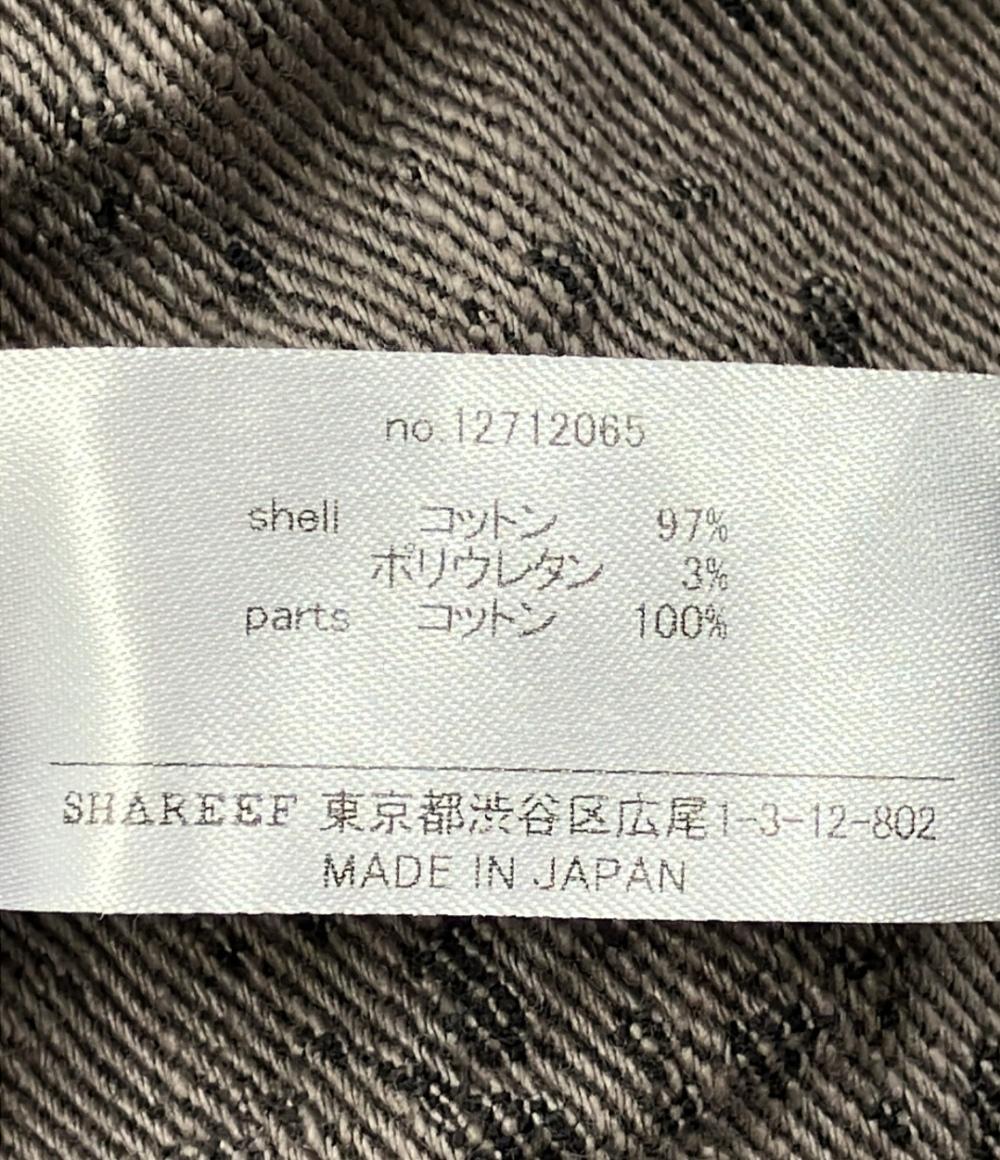 no.12712065
shell コットン 97%
ポリウレタン 3%
parts コットン 100%
SHAREEF 東京都渋谷区広尾1-3-12-802
MADE IN JAPAN